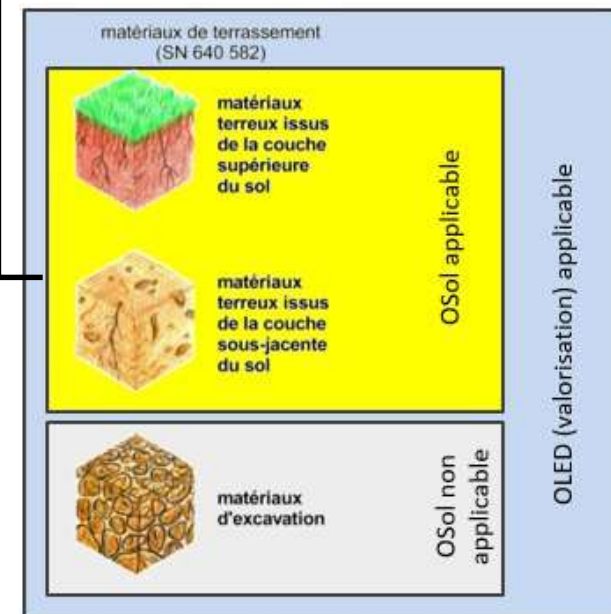 matériaux de terrassement
(SN 640 582)
matériaux
terreux issus
de la couche
supérieure
du sol
matériaux
terreux issus
de la couche
sous-jacente
du sol
OSol applicable
matériaux
d'excavation
OSol non
applicable
OLED (valorisation) applicable